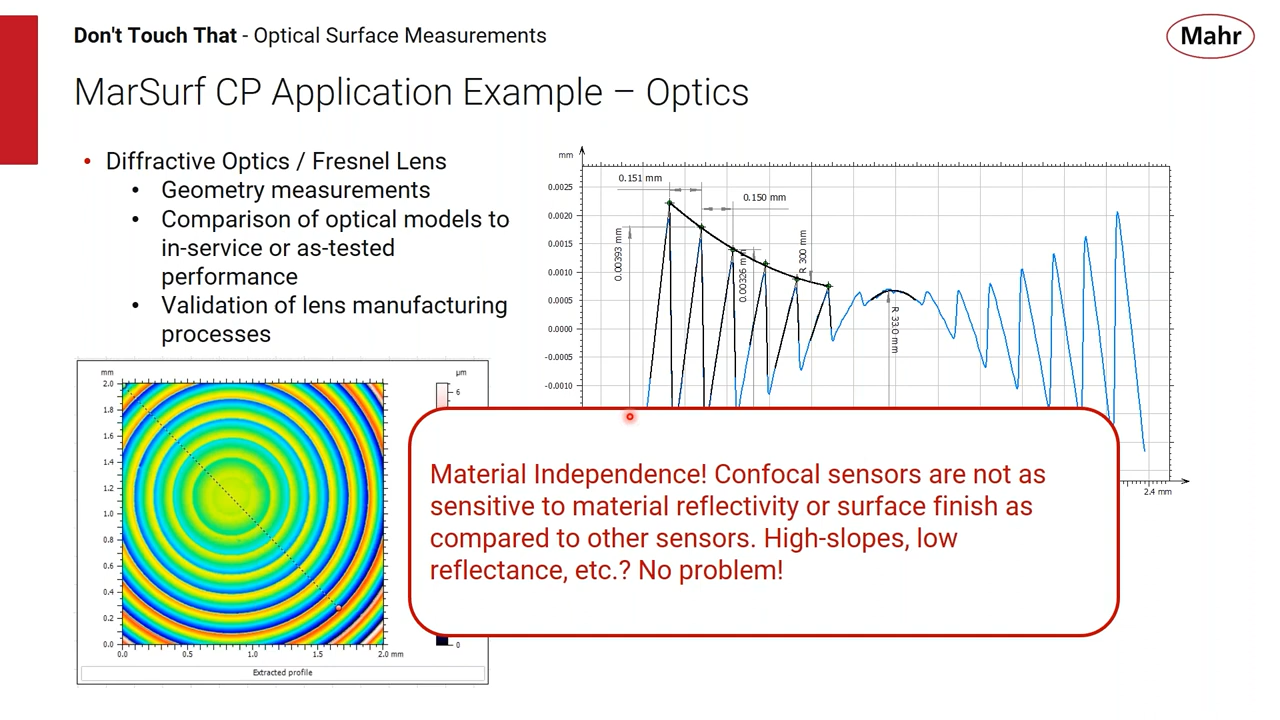 Don't Touch That - Optical Surface Measurements
Mahr
MarSurf CP Application Example – Optics
• Diffractive Optics / Fresnel Lens
• Geometry measurements
• Comparison of optical models to
in-service or as-tested
performance
• Validation of lens manufacturing
processes
mm
0.0025
0.0020
0.0015
0.0010
0.0005
0.0000
-0.0005
-0.0010
0.151 mm
0.150 mm
0.00393 mm
0.00326 mm
R 300 mm
R 33.0 mm
2.4 mm
mm
2.0
1.8
1.6
1.4
1.2
1.0
0.8
0.6
0.4
0.2
0.0
0.0 0.5 1.0 1.5 2.0 mm
µm
6
0
Extracted profile
Material Independence! Confocal sensors are not as
sensitive to material reflectivity or surface finish as
compared to other sensors. High-slopes, low
reflectance, etc.? No problem!